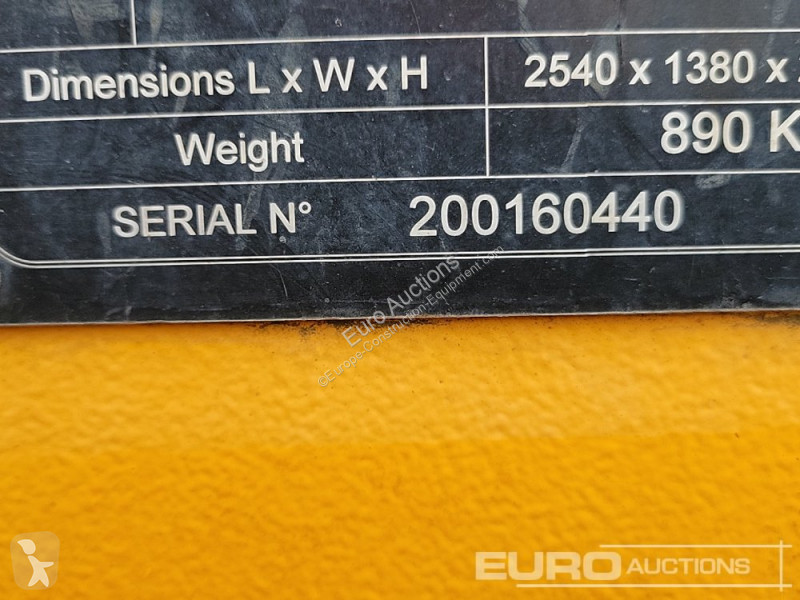 Dimensions L x W x H 2540 x 1380 x
Weight 890 K
SERIAL N° 200160440
Euro Auctions
©Europe-Construction-Equipment.com
EURO AUCTIONS